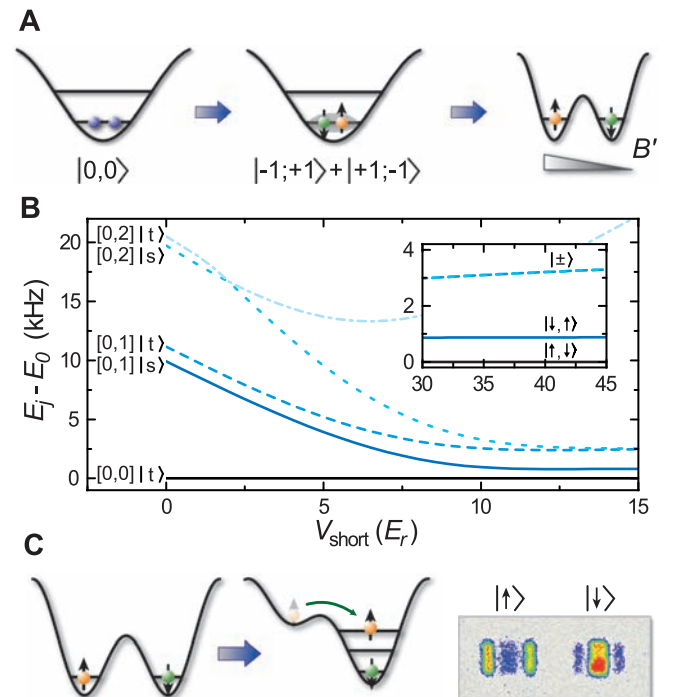 A
|0,0⟩
|-1;+1⟩+|+1;-1⟩
B'
B
E_j - E_0 (kHz)
20
15
10
5
0
[0,2]|t⟩
[0,2]|s⟩
[0,1]|t⟩
[0,1]|s⟩
[0,0]|t⟩
4
2
0
|±⟩
|↓,↑⟩
|↑,↓⟩
30 35 40 45
0 5 10 15
V_short (E_r)
C
|↑⟩ |↓⟩